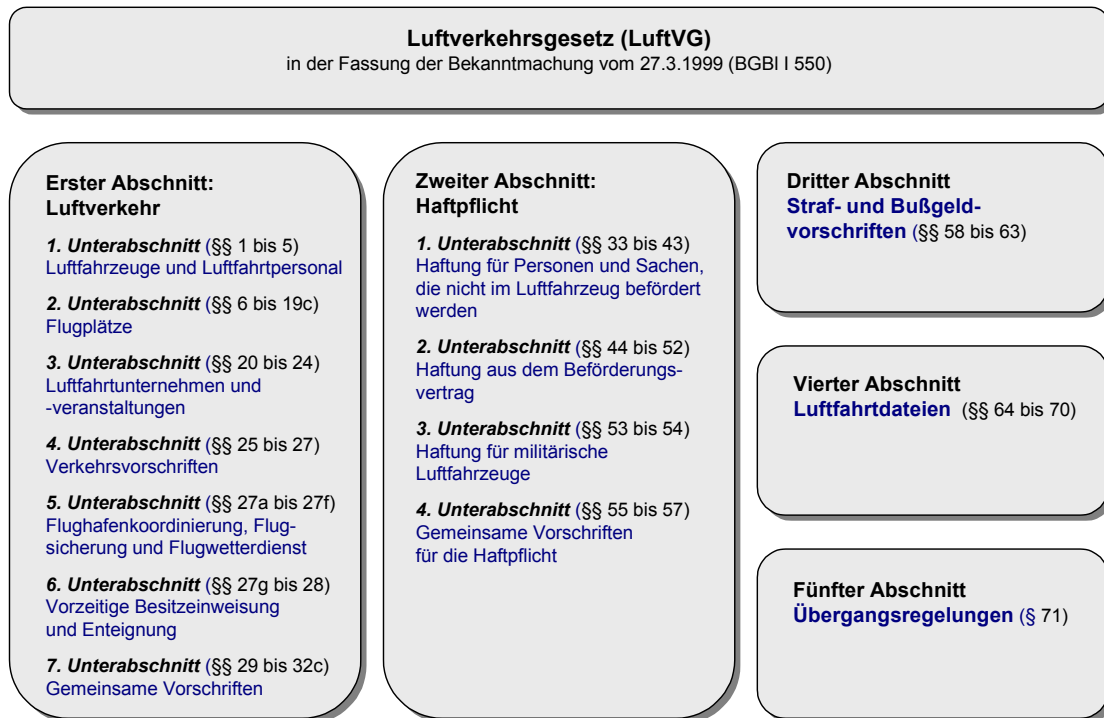 Luftverkehrsgesetz (LuftVG)
in der Fassung der Bekanntmachung vom 27.3.1999 (BGBl I 550)
Erster Abschnitt:
Luftverkehr
1. Unterabschnitt (§§ 1 bis 5)
Luftfahrzeuge und Luftfahrtpersonal
2. Unterabschnitt (§§ 6 bis 19c)
Flugplätze
3. Unterabschnitt (§§ 20 bis 24)
Luftfahrtunternehmen und
-veranstaltungen
4. Unterabschnitt (§§ 25 bis 27)
Verkehrsvorschriften
5. Unterabschnitt (§§ 27a bis 27f)
Flughafenkoordinierung, Flug-
sicherung und Flugwetterdienst
6. Unterabschnitt (§§ 27g bis 28)
Vorzeitige Besitzeinweisung
und Enteignung
7. Unterabschnitt (§§ 29 bis 32c)
Gemeinsame Vorschriften
Zweiter Abschnitt:
Haftpflicht
1. Unterabschnitt (§§ 33 bis 43)
Haftung für Personen und Sachen,
die nicht im Luftfahrzeug befördert
werden
2. Unterabschnitt (§§ 44 bis 52)
Haftung aus dem Beförderungs-
vertrag
3. Unterabschnitt (§§ 53 bis 54)
Haftung für militärische
Luftfahrzeuge
4. Unterabschnitt (§§ 55 bis 57)
Gemeinsame Vorschriften
für die Haftpflicht
Dritter Abschnitt
Straf- und Bußgeld-
vorschriften (§§ 58 bis 63)
Vierter Abschnitt
Luftfahrtdateien (§§ 64 bis 70)
Fünfter Abschnitt
Übergangsregelungen (§ 71)